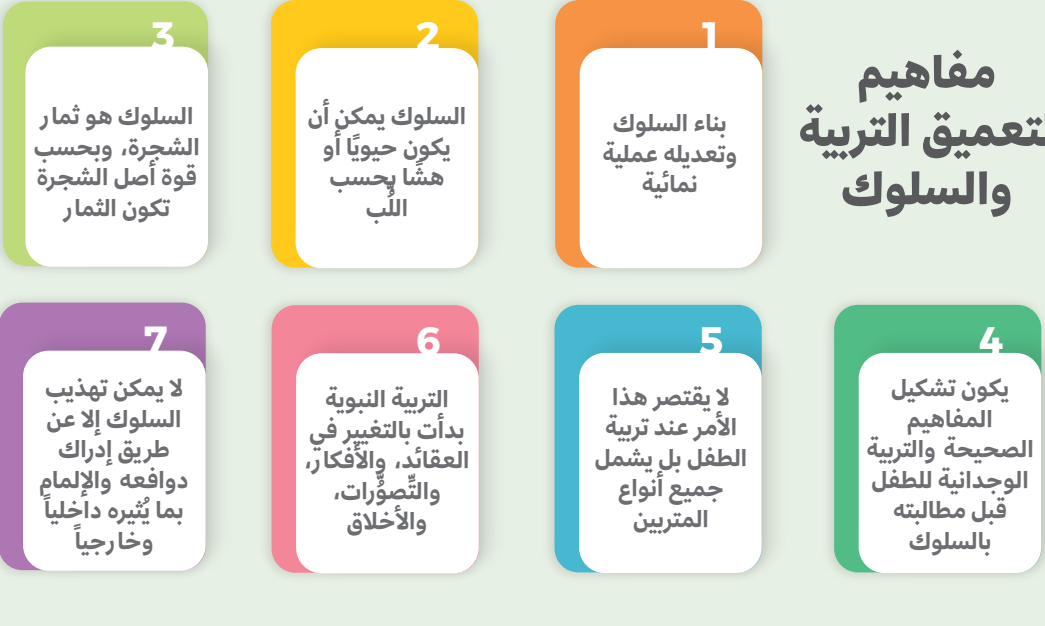 مفاهيم
لتعميق التربية
والسلوك
1
بناء السلوك
وتعديله عملية
نمائية
2
السلوك يمكن أن
يكون حيويًا أو
هشًا بحسب
اللُّب
3
السلوك هو ثمار
الشجرة، وبحسب
قوة أصل الشجرة
تكون الثمار
4
يكون تشكيل
المفاهيم
الصحيحة والتربية
الوجدانية للطفل
قبل مطالبته
بالسلوك
5
لا يقتصر هذا
الأمر عند تربية
الطفل بل يشمل
جميع أنواع
المتربين
6
التربية النبوية
بدأت بالتغيير في
العقائد، والأفكار،
والتِّصوُّرات،
والأخلاق
7
لا يمكن تهذيب
السلوك إلا عن
طريق إدراك
دوافعه والإلمام
بما يُثيره داخلياً
وخارجياً